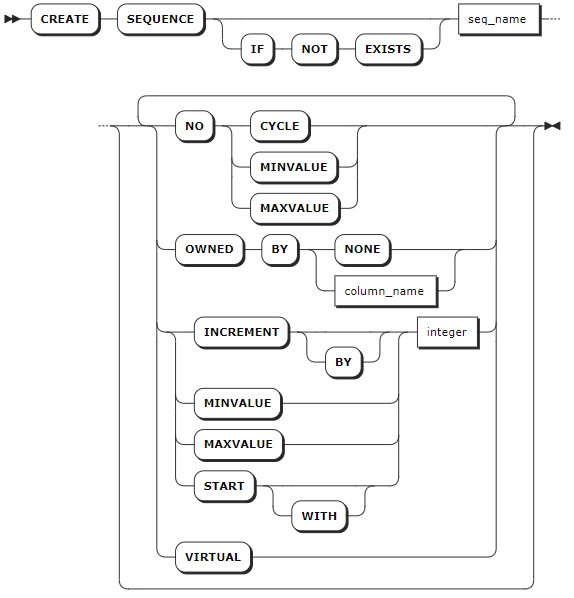 CREATE SEQUENCE seq_name
IF NOT EXISTS
NO CYCLE
MINVALUE
MAXVALUE
OWNED BY NONE
column_name
INCREMENT integer
BY
MINVALUE
MAXVALUE
START
WITH
VIRTUAL